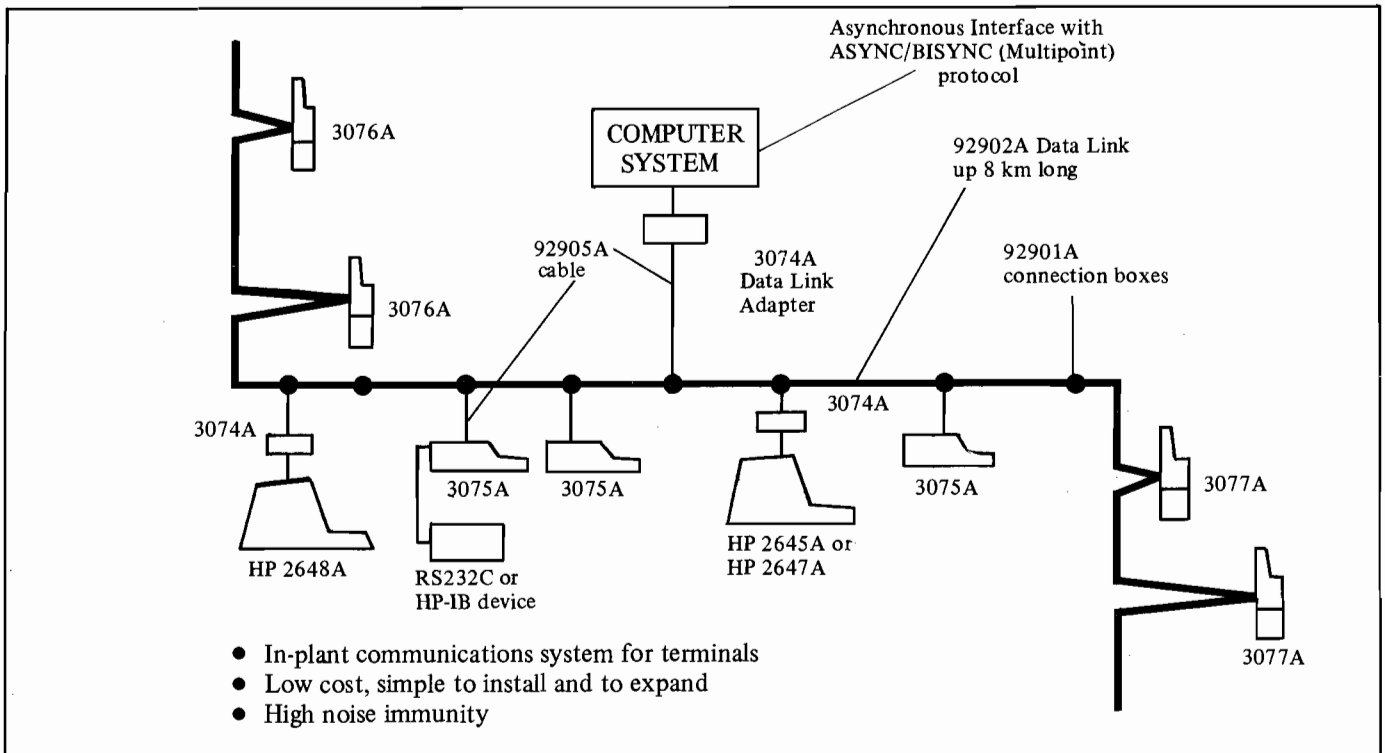 Asynchronous Interface with
ASYNC/BISYNC (Multipoint)
protocol
3076A
COMPUTER
SYSTEM
92902A Data Link
up 8 km long
92905A
cable
3074A
Data Link
Adapter
92901A
connection boxes
3076A
3074A
3074A
3075A
3075A
3075A
3077A
HP 2648A
RS232C or
HP-IB device
HP 2645A or
HP 2647A
3077A
● In-plant communications system for terminals
● Low cost, simple to install and to expand
● High noise immunity